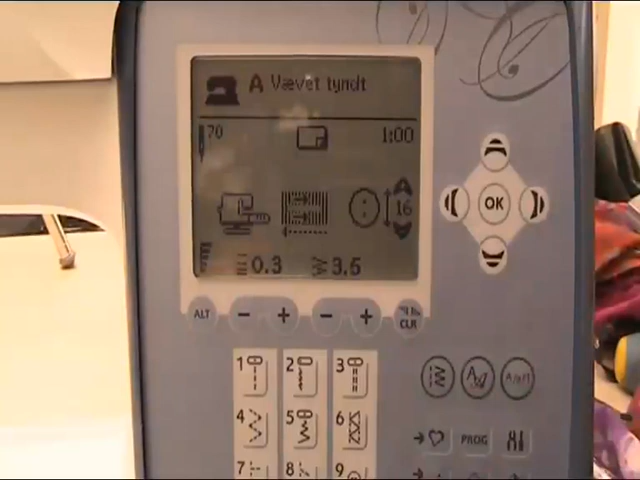 A Vævet tyndt
70 1:00
16
0.3 3.5
OK
ALT − + − + CLR
1 2 3
4 5 6
PROG
7 8 9